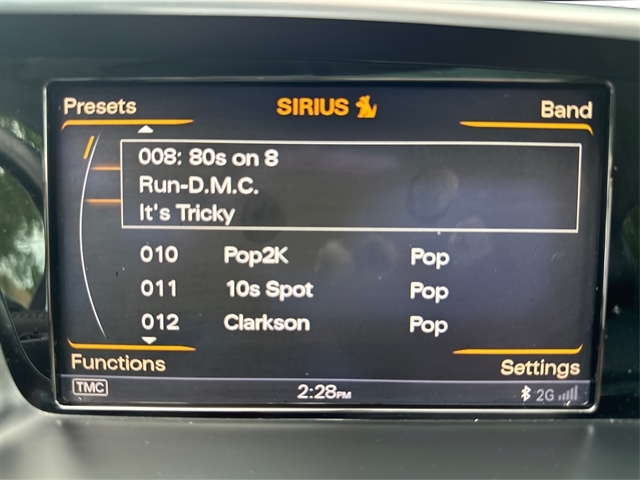 Presets SIRIUS Band
008: 80s on 8
Run-D.M.C.
It's Tricky
010 Pop2K Pop
011 10s Spot Pop
012 Clarkson Pop
Functions Settings
TMC 2:28PM 2G